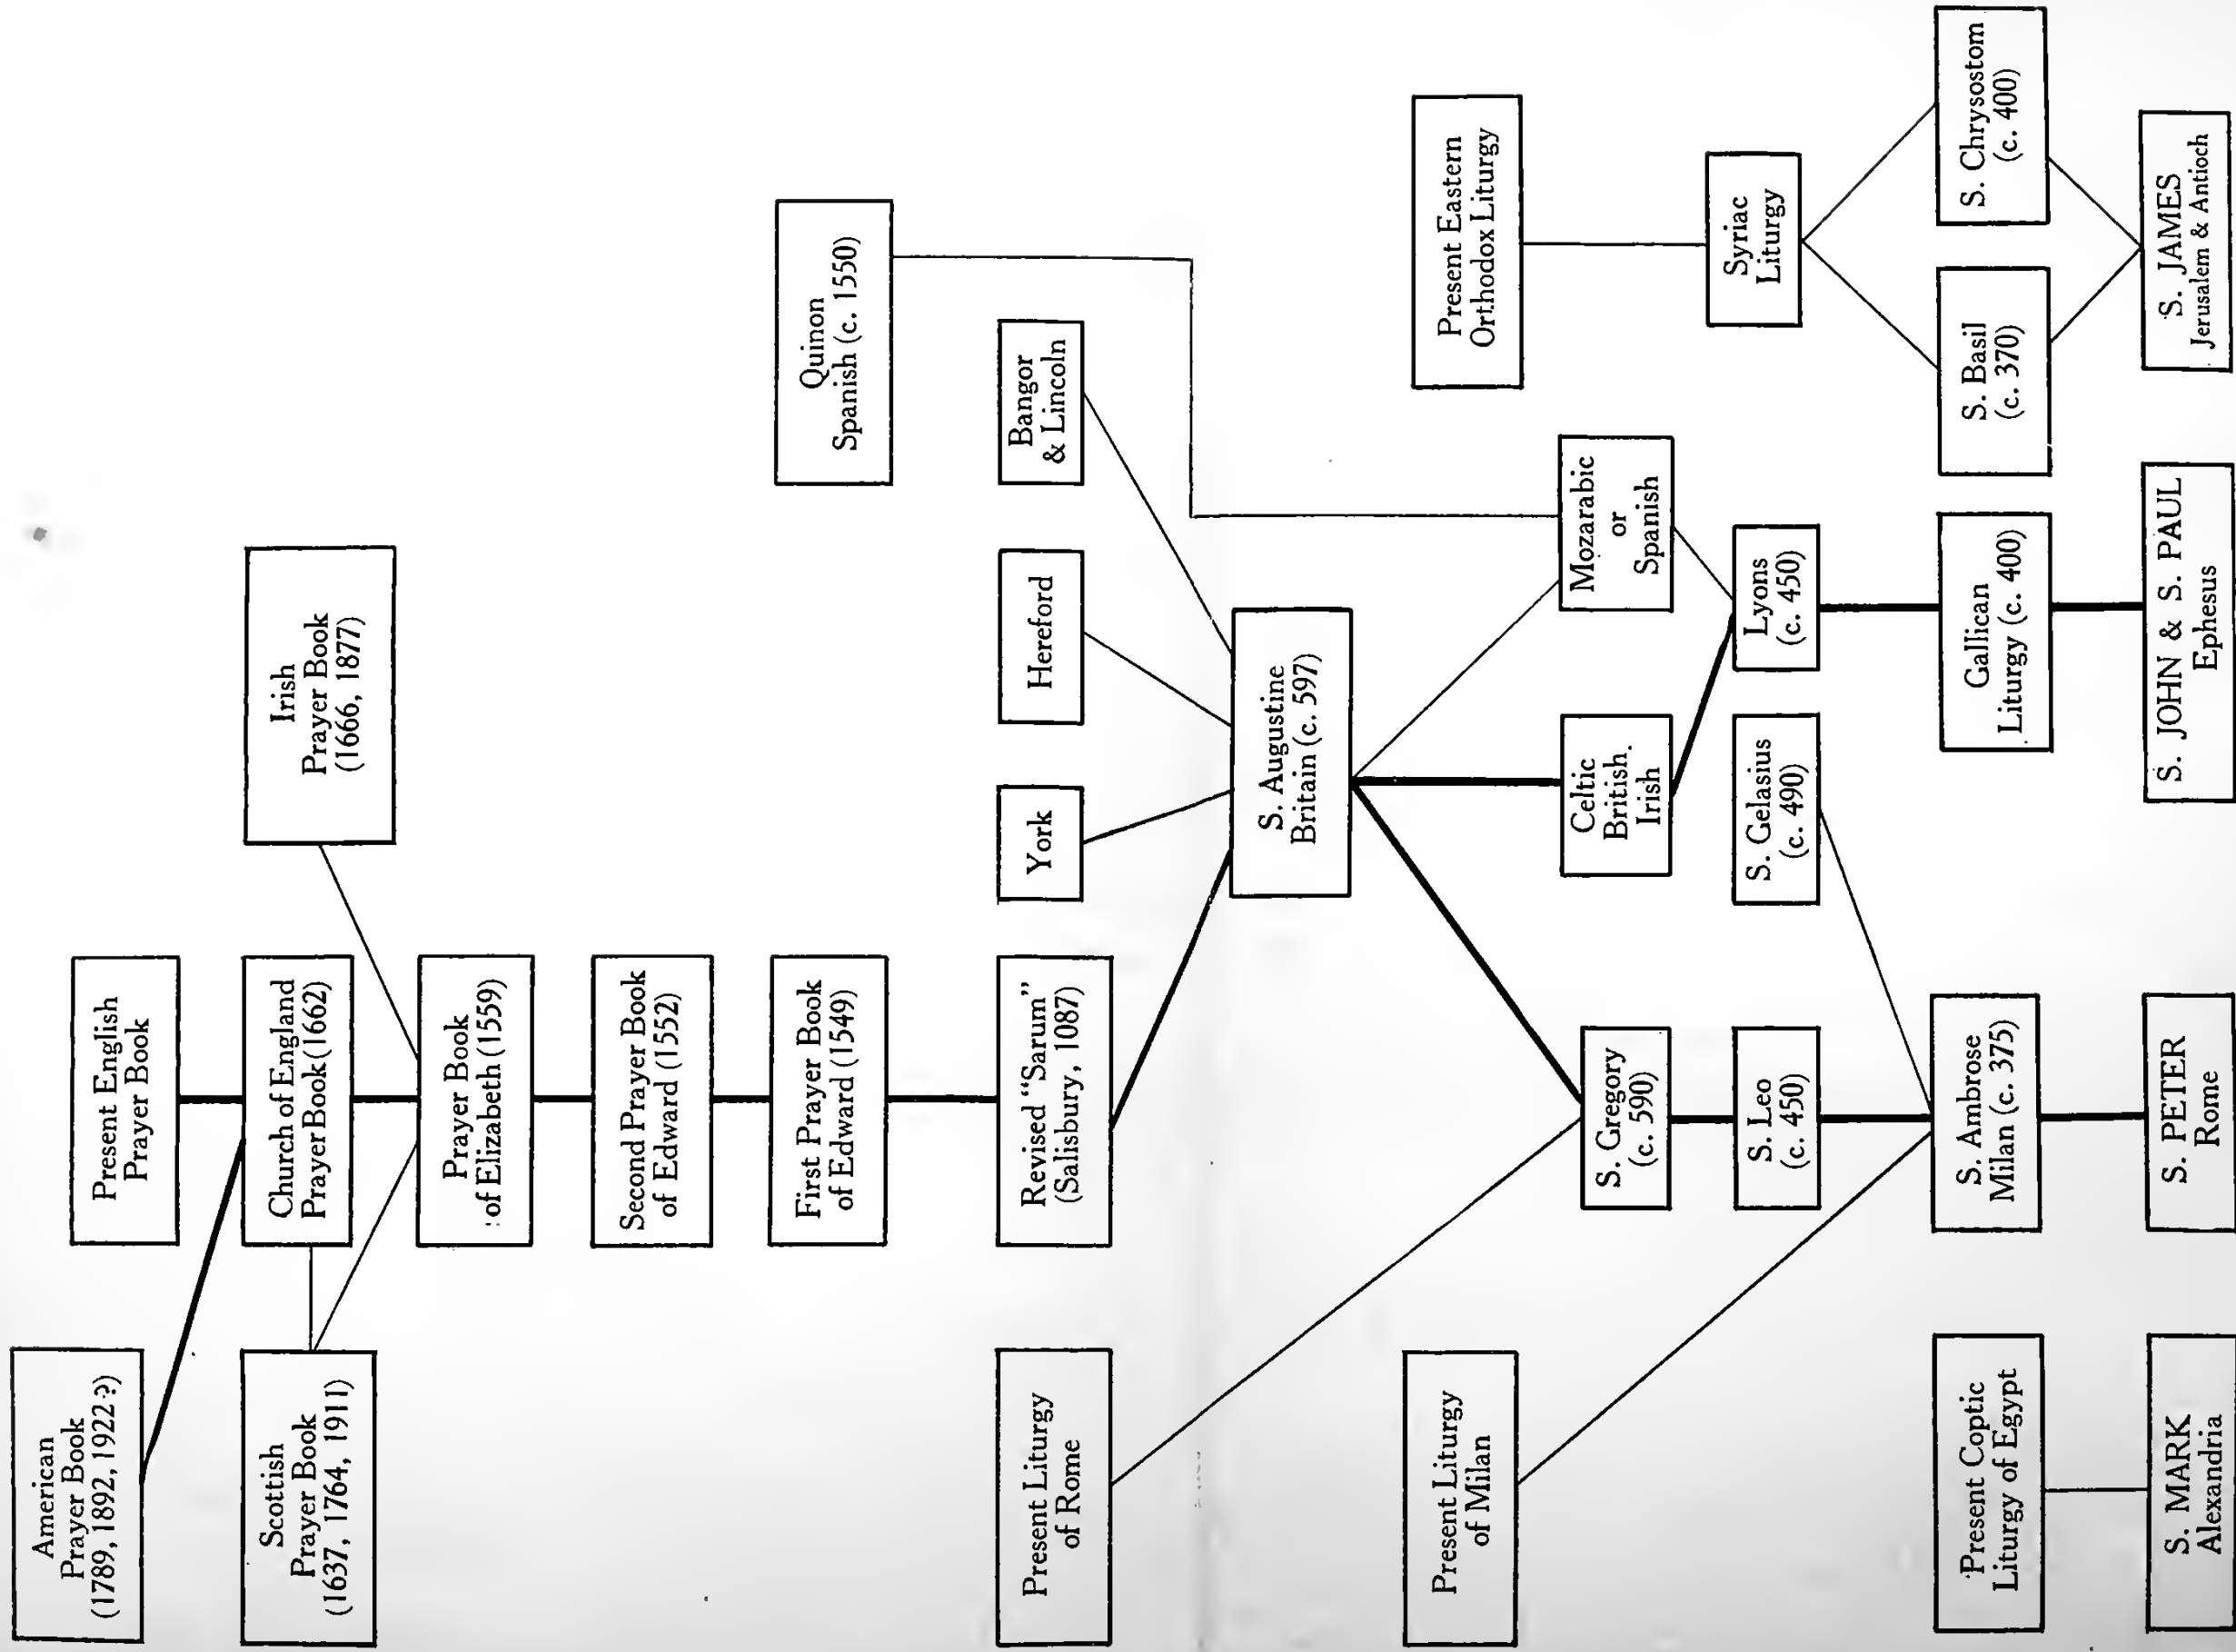 American
Prayer Book
(1789, 1892, 1922?)
Present English
Prayer Book
Scottish
Prayer Book
(1637, 1764, 1911)
Church of England
Prayer Book (1662)
Irish
Prayer Book
(1666, 1877)
Prayer Book
of Elizabeth (1559)
Second Prayer Book
of Edward (1552)
First Prayer Book
of Edward (1549)
Quinon
Spanish (c. 1550)
Present Liturgy
of Rome
Revised "Sarum"
(Salisbury, 1087)
York
Hereford
Bangor
& Lincoln
S. Augustine
Britain (c. 597)
Present Liturgy
of Milan
Present Eastern
Orthodox Liturgy
S. Gregory
(c. 590)
Celtic
British.
Irish
Mozarabic
or
Spanish
Syriac
Liturgy
S. Leo
(c. 450)
S. Gelasius
(c. 490)
Lyons
(c. 450)
Present Coptic
Liturgy of Egypt
S. Ambrose
Milan (c. 375)
Gallican
Liturgy (c. 400)
S. Basil
(c. 370)
S. Chrysostom
(c. 400)
S. MARK
Alexandria
S. PETER
Rome
S. JOHN & S. PAUL
Ephesus
S. JAMES
Jerusalem & Antioch